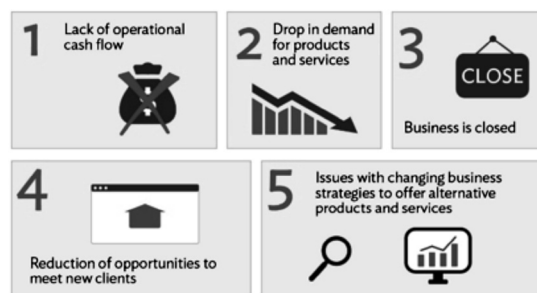 1
Lack of operational
cash flow
2
Drop in demand
for products
and services
3
CLOSE
Business is closed
4
Reduction of opportunities to
meet new clients
5
Issues with changing business
strategies to offer alternative
products and services